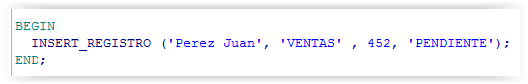 BEGIN
INSERT_REGISTRO ('Perez Juan', 'VENTAS' , 452, 'PENDIENTE');
END;